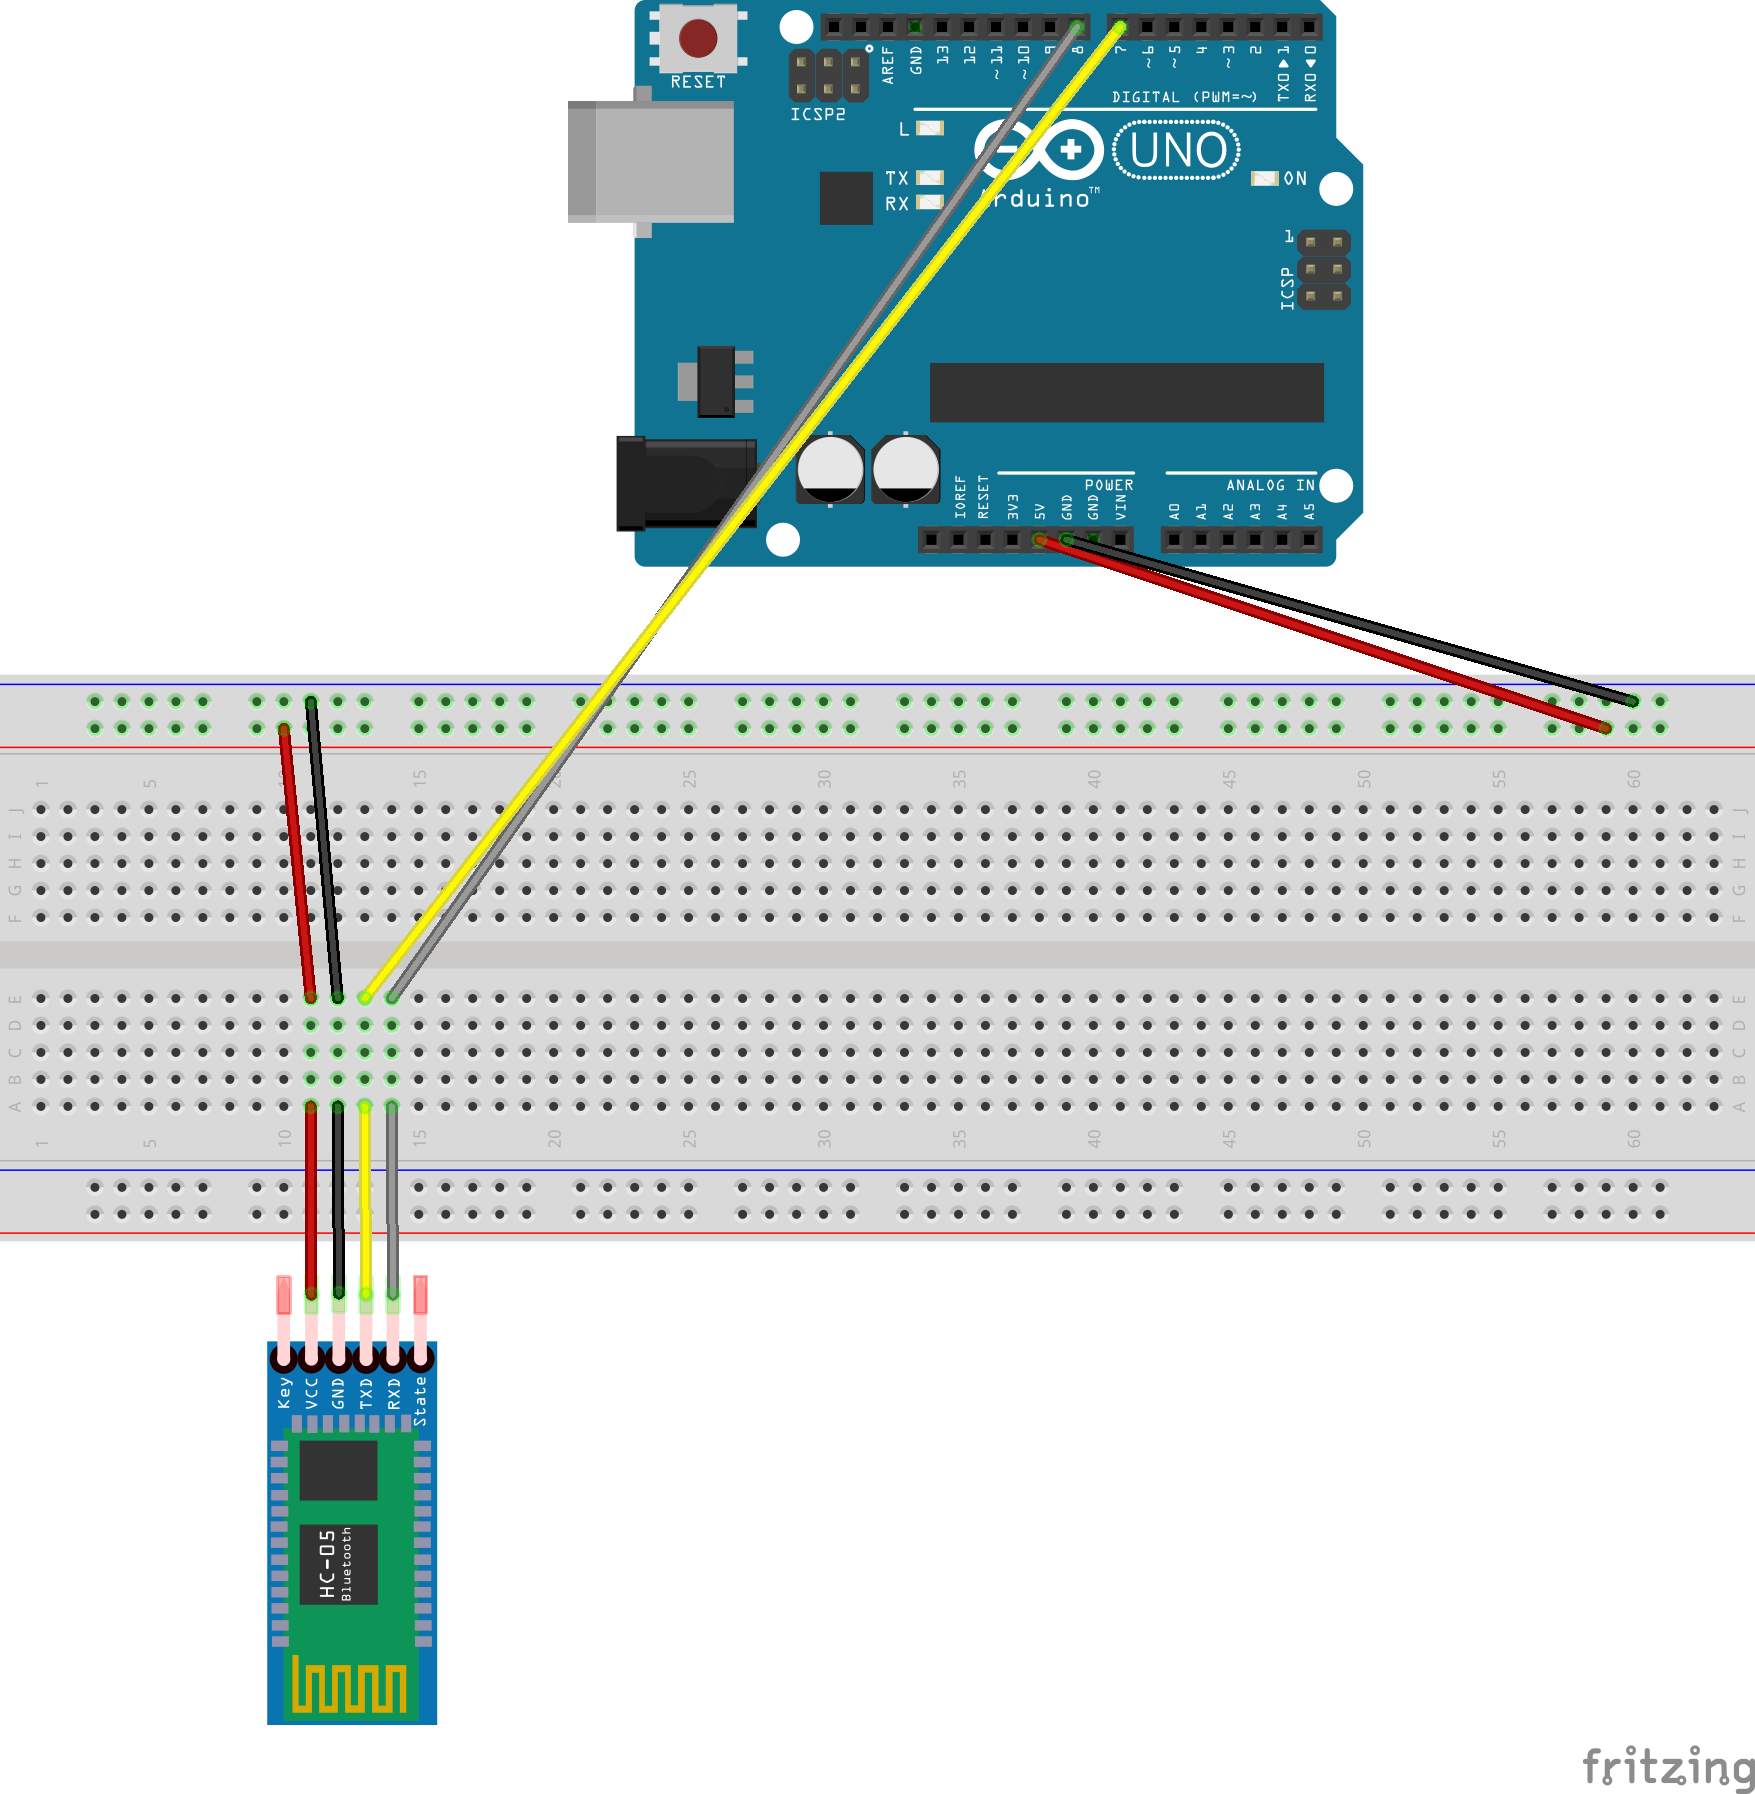 RESET
ICSP2
AREF
GND
13
12
~11
~10
9
8
7
~6
~5
4
~3
2
TX0▶1
RX0◀0
DIGITAL (PWM=~)
L
TX
RX
UNO
Arduino™
ON
1
ICSP
POWER
ANALOG IN
IOREF
RESET
3V3
5V
GND
GND
VIN
A0
A1
A2
A3
A4
A5
1 5 15 25 30 35 40 45 50 55 60
J J
I I
H H
G G
F F
E E
D D
C C
B B
A A
1 5 10 15 20 25 30 35 40 45 50 55 60
Key
VCC
GND
TXD
RXD
State
HC-05
Bluetooth
fritzing